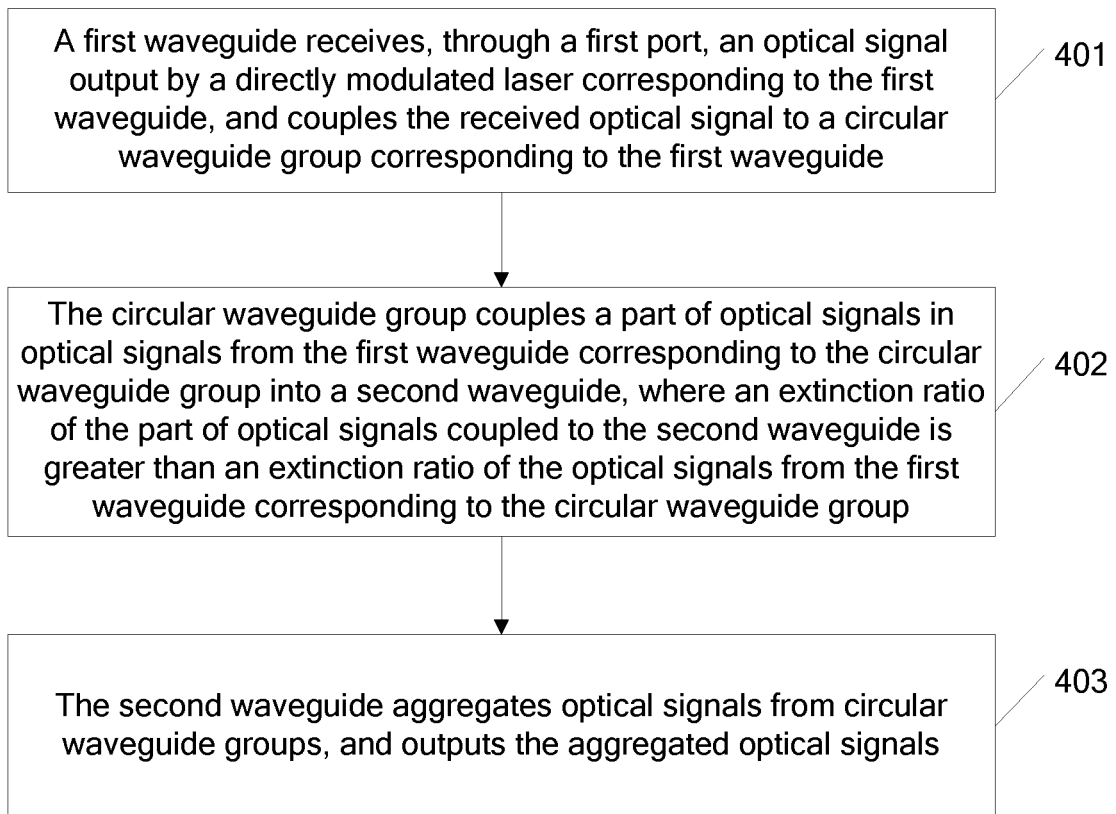 A first waveguide receives, through a first port, an optical signal
output by a directly modulated laser corresponding to the first
waveguide, and couples the received optical signal to a circular
waveguide group corresponding to the first waveguide
401
The circular waveguide group couples a part of optical signals in
optical signals from the first waveguide corresponding to the circular
waveguide group into a second waveguide, where an extinction ratio
of the part of optical signals coupled to the second waveguide is
greater than an extinction ratio of the optical signals from the first
waveguide corresponding to the circular waveguide group
402
The second waveguide aggregates optical signals from circular
waveguide groups, and outputs the aggregated optical signals
403